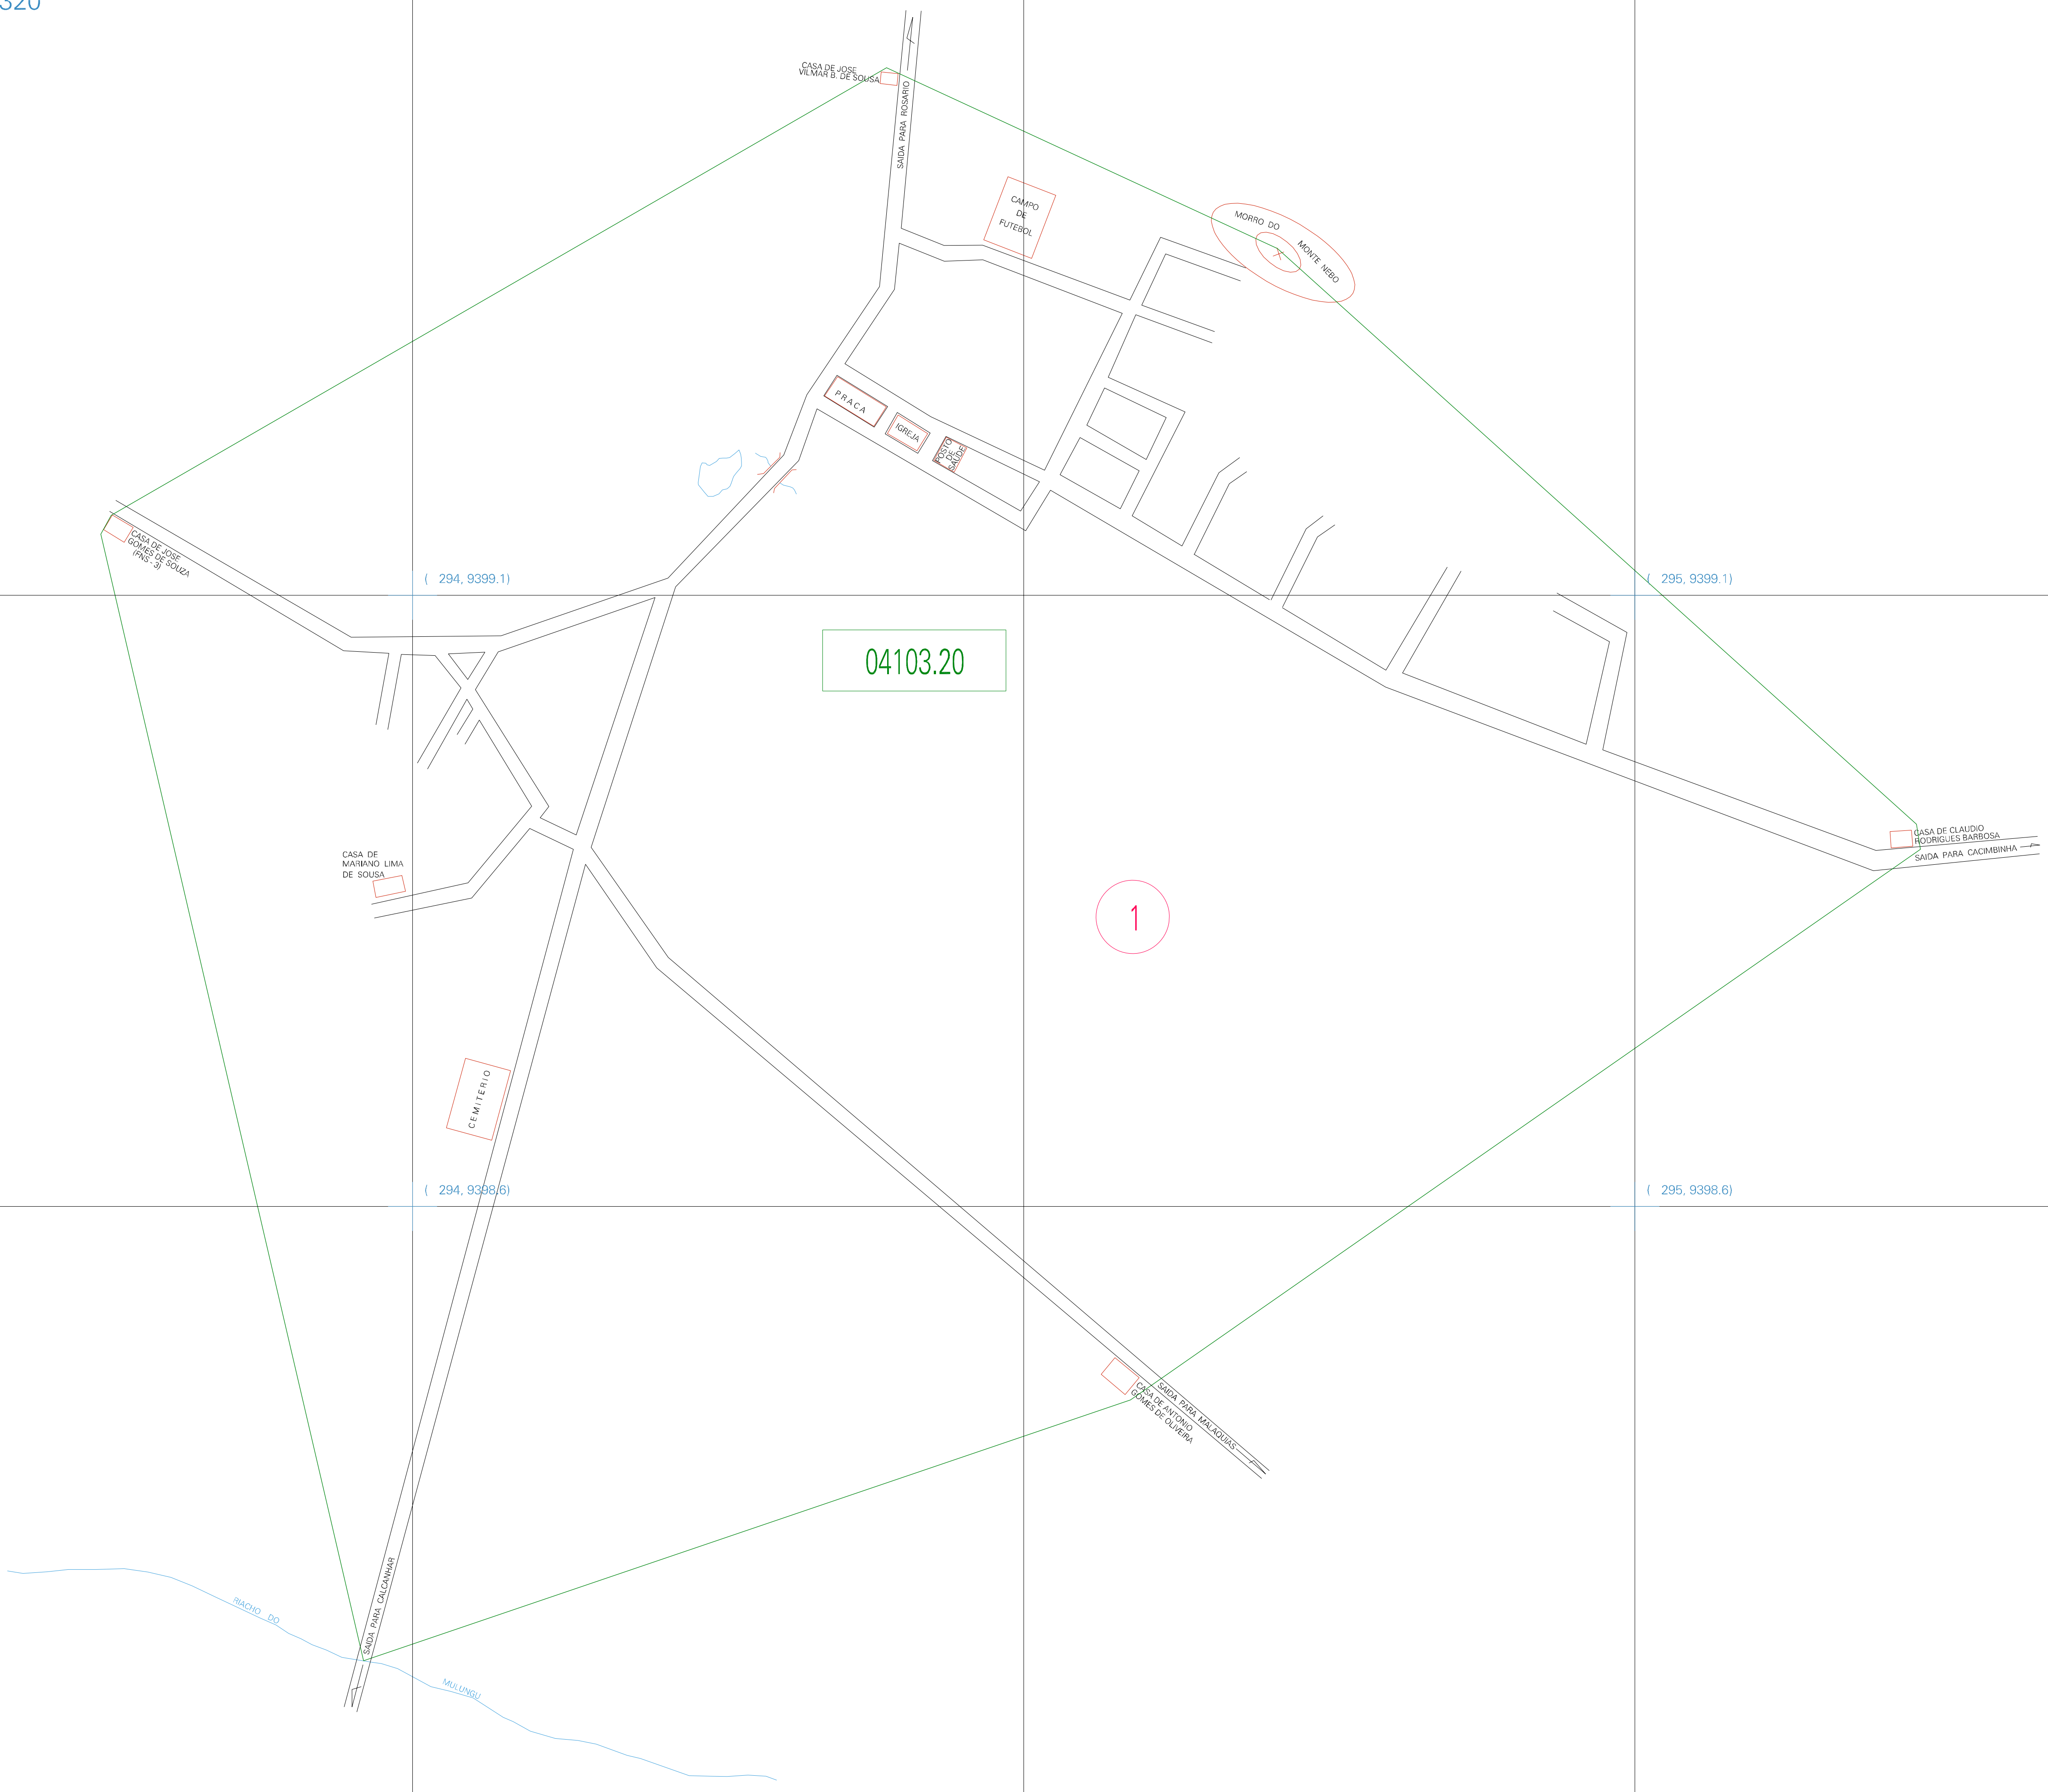 320
CASA DE JOSE
VILMAR B. DE SOUSA
SAIDA PARA ROSARIO
CAMPO
DE
FUTEBOL
MORRO DO
MONTE NEBO
PRACA
IGREJA
POSTO
DE
SAUDE
CASA DE JOSE
GOMES DE SOUZA
(FNS - 3)
( 294, 9399.1)
( 295, 9399.1)
04103.20
CASA DE CLAUDIO
RODRIGUES BARBOSA
SAIDA PARA CACIMBINHA
CASA DE
MARIANO LIMA
DE SOUSA
1
CEMITERIO
( 294, 9398.6)
( 295, 9398.6)
SAIDA PARA MALAQUIAS
CASA DE ANTONIO
GOMES DE OLIVEIRA
SAIDA PARA CALCANHAR
RIACHO DO
MULUNGU